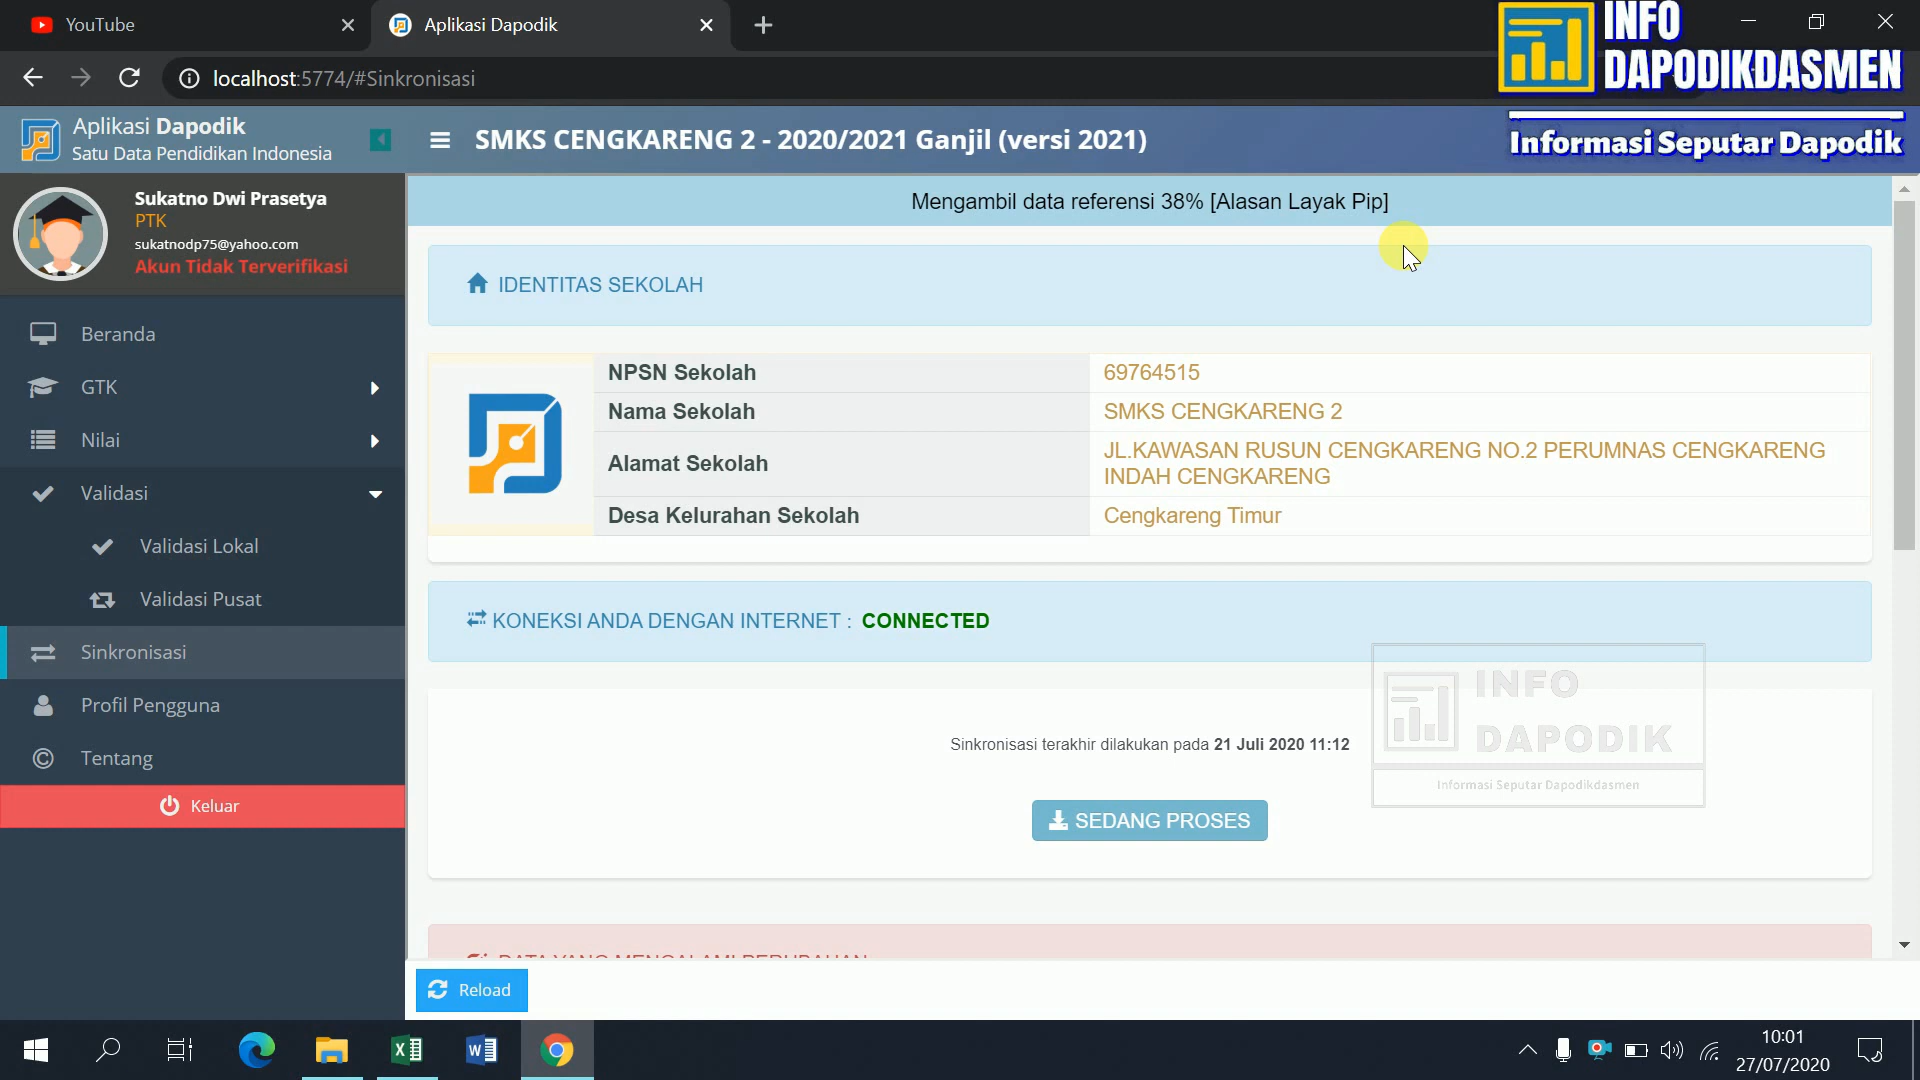 YouTube
Aplikasi Dapodik
INFO
DAPODIKDASMEN
Informasi Seputar Dapodik
localhost:5774/#Sinkronisasi
Aplikasi Dapodik
Satu Data Pendidikan Indonesia
SMKS CENGKARENG 2 - 2020/2021 Ganjil (versi 2021)
Sukatno Dwi Prasetya
PTK
sukatnodp75@yahoo.com
Akun Tidak Terverifikasi
Beranda
GTK
Nilai
Validasi
Validasi Lokal
Validasi Pusat
Sinkronisasi
Profil Pengguna
Tentang
Keluar
Mengambil data referensi 38% [Alasan Layak Pip]
IDENTITAS SEKOLAH
NPSN Sekolah 69764515
Nama Sekolah SMKS CENGKARENG 2
Alamat Sekolah JL.KAWASAN RUSUN CENGKARENG NO.2 PERUMNAS CENGKARENG
INDAH CENGKARENG
Desa Kelurahan Sekolah Cengkareng Timur
KONEKSI ANDA DENGAN INTERNET : CONNECTED
Sinkronisasi terakhir dilakukan pada 21 Juli 2020 11:12
INFO
DAPODIK
Informasi Seputar Dapodikdasmen
SEDANG PROSES
DATA YANG MENGALAMI PERUBAHAN
Reload
10:01
27/07/2020